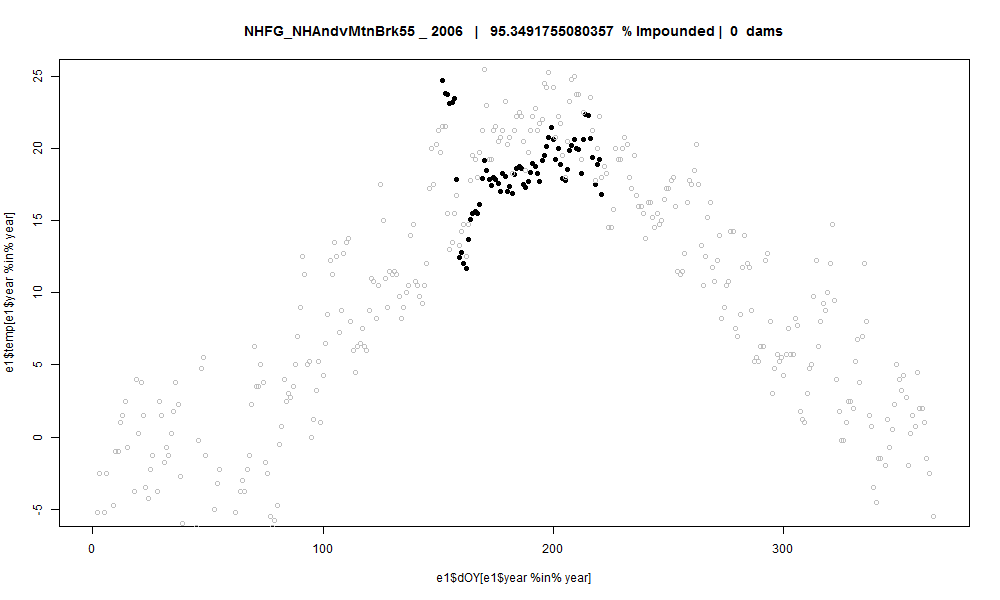 NHFG_NHAndvMtnBrk55 _ 2006 | 95.3491755080357 % Impounded | 0 dams
25
20
15
10
5
0
-5
e1$temp[e1$year %in% year]
0 100 200 300
e1$dOY[e1$year %in% year]